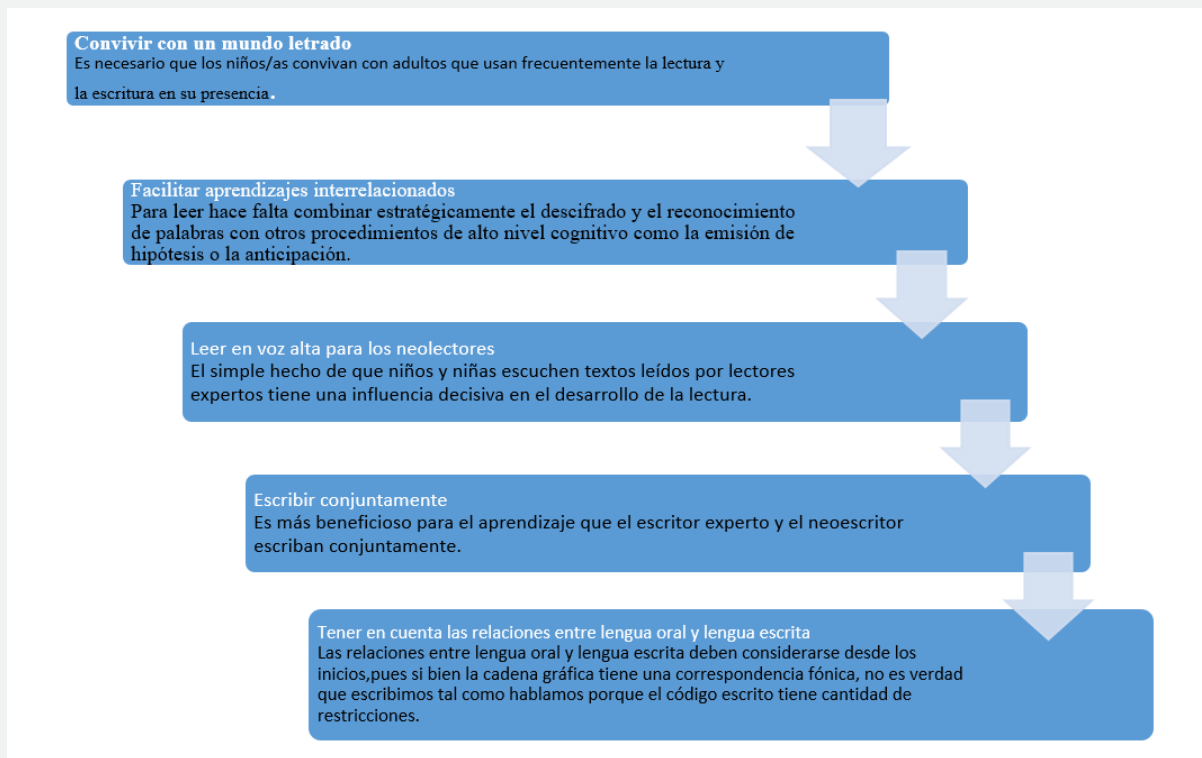 Convivir con un mundo letrado
Es necesario que los niños/as convivan con adultos que usan frecuentemente la lectura y
la escritura en su presencia.
Facilitar aprendizajes interrelacionados
Para leer hace falta combinar estratégicamente el descifrado y el reconocimiento
de palabras con otros procedimientos de alto nivel cognitivo como la emisión de
hipótesis o la anticipación.
Leer en voz alta para los neolectores
El simple hecho de que niños y niñas escuchen textos leídos por lectores
expertos tiene una influencia decisiva en el desarrollo de la lectura.
Escribir conjuntamente
Es más beneficioso para el aprendizaje que el escritor experto y el neoescritor
escriban conjuntamente.
Tener en cuenta las relaciones entre lengua oral y lengua escrita
Las relaciones entre lengua oral y lengua escrita deben considerarse desde los
inicios,pues si bien la cadena gráfica tiene una correspondencia fónica, no es verdad
que escribimos tal como hablamos porque el código escrito tiene cantidad de
restricciones.